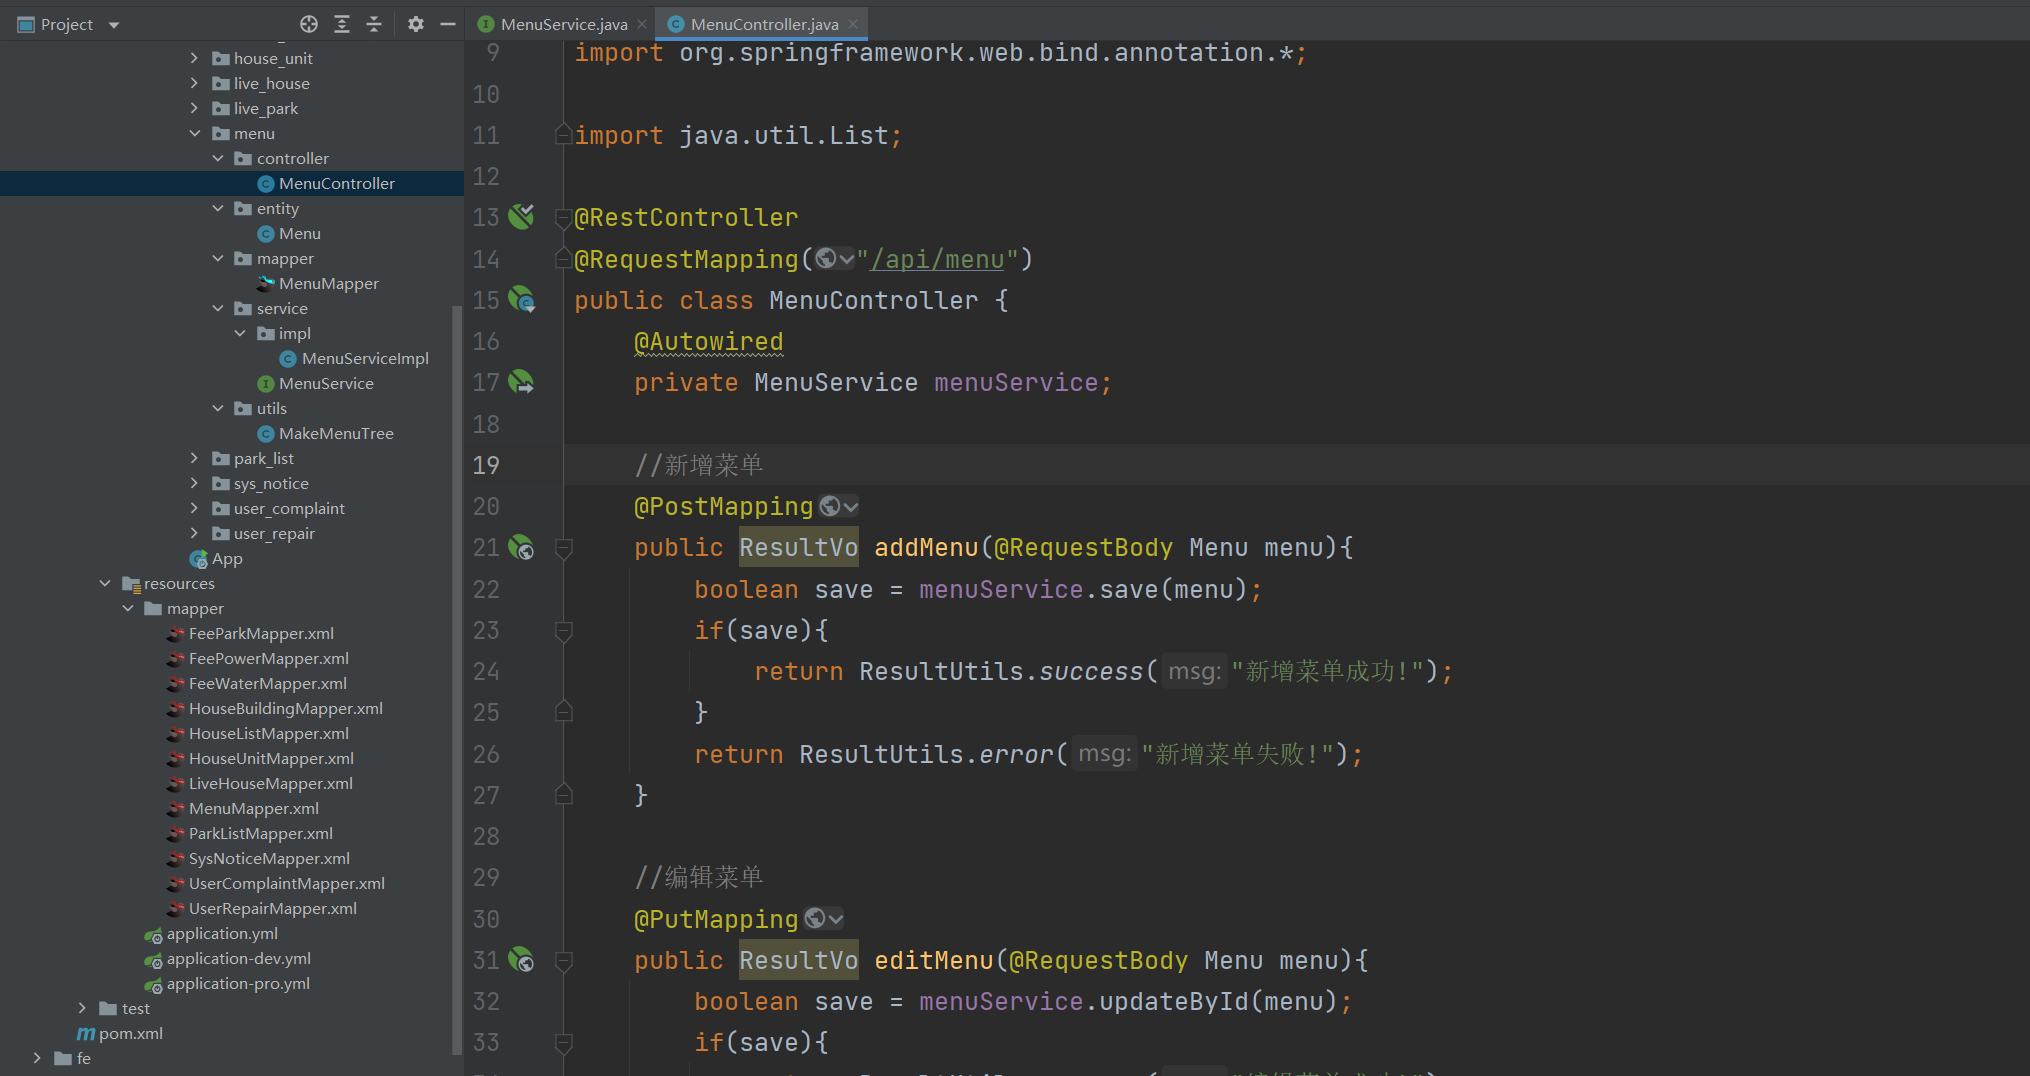 Project
house_unit
live_house
live_park
menu
controller
MenuController
entity
Menu
mapper
MenuMapper
service
impl
MenuServiceImpl
MenuService
utils
MakeMenuTree
park_list
sys_notice
user_complaint
user_repair
App
resources
mapper
FeeParkMapper.xml
FeePowerMapper.xml
FeeWaterMapper.xml
HouseBuildingMapper.xml
HouseListMapper.xml
HouseUnitMapper.xml
LiveHouseMapper.xml
MenuMapper.xml
ParkListMapper.xml
SysNoticeMapper.xml
UserComplaintMapper.xml
UserRepairMapper.xml
application.yml
application-dev.yml
application-pro.yml
test
pom.xml
fe
MenuService.java MenuController.java
9 import org.springframework.web.bind.annotation.*;
10
11 import java.util.List;
12
13 @RestController
14 @RequestMapping("/api/menu")
15 public class MenuController {
16 @Autowired
17 private MenuService menuService;
18
19 //新增菜单
20 @PostMapping
21 public ResultVo addMenu(@RequestBody Menu menu){
22 boolean save = menuService.save(menu);
23 if(save){
24 return ResultUtils.success( msg: "新增菜单成功!");
25 }
26 return ResultUtils.error( msg: "新增菜单失败!");
27 }
28
29 //编辑菜单
30 @PutMapping
31 public ResultVo editMenu(@RequestBody Menu menu){
32 boolean save = menuService.updateById(menu);
33 if(save){